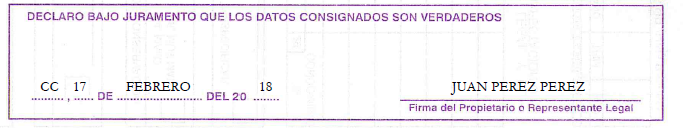 DECLARO BAJO JURAMENTO QUE LOS DATOS CONSIGNADOS SON VERDADEROS
CC 17 FEBRERO 18 JUAN PEREZ PEREZ
.........., ...... DE .......................... DEL 20 ........
Firma del Propietario o Representante Legal